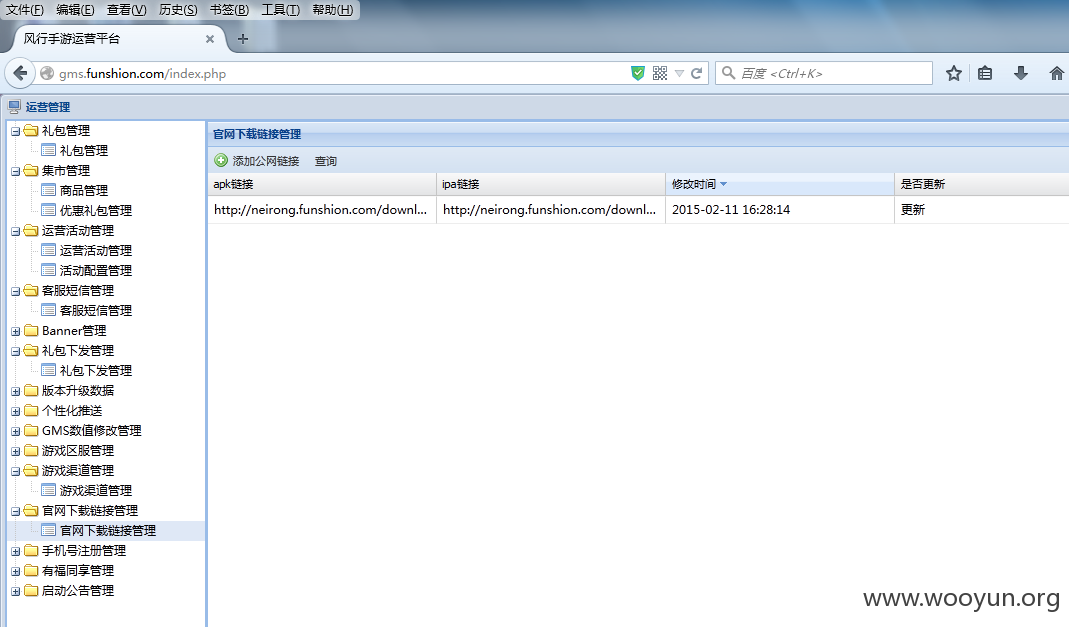 文件(F) 编辑(E) 查看(V) 历史(S) 书签(B) 工具(T) 帮助(H)
风行手游运营平台
gms.funshion.com/index.php
百度 <Ctrl+K>
运营管理
礼包管理
礼包管理
集市管理
商品管理
优惠礼包管理
运营活动管理
运营活动管理
活动配置管理
客服短信管理
客服短信管理
Banner管理
礼包下发管理
礼包下发管理
版本升级数据
个性化推送
GMS数值修改管理
游戏区服管理
游戏渠道管理
游戏渠道管理
官网下载链接管理
官网下载链接管理
手机号注册管理
有福同享管理
启动公告管理
官网下载链接管理
添加公网链接 查询
apk链接 ipa链接 修改时间 是否更新
http://neirong.funshion.com/downl... http://neirong.funshion.com/downl... 2015-02-11 16:28:14 更新
www.wooyun.org